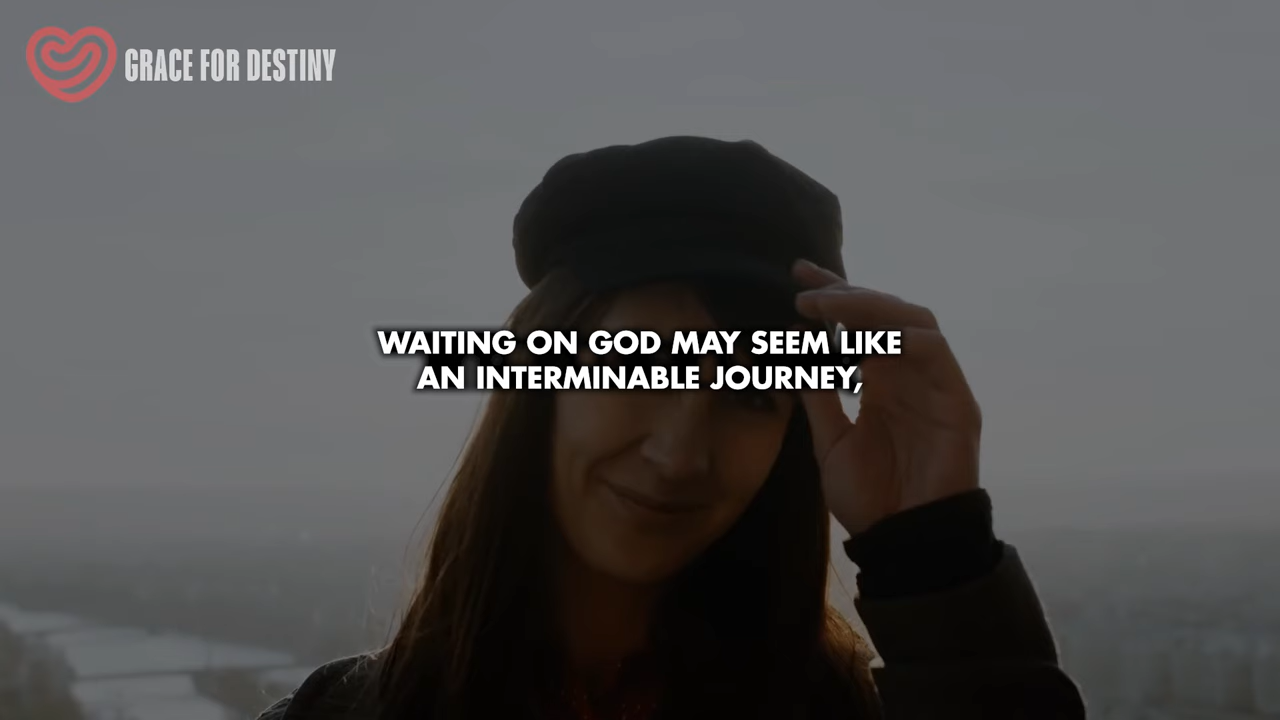 GRACE FOR DESTINY
WAITING ON GOD MAY SEEM LIKE
AN INTERMINABLE JOURNEY,